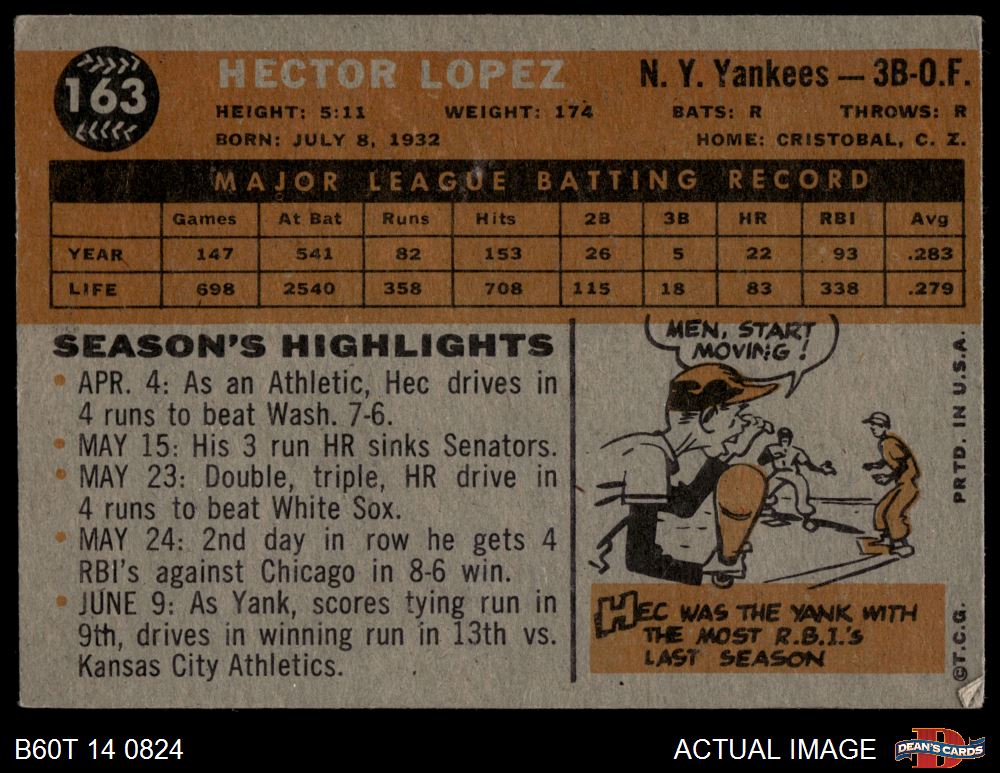 163
HECTOR LOPEZ N. Y. Yankees — 3B-O.F.
HEIGHT: 5:11 WEIGHT: 174 BATS: R THROWS: R
BORN: JULY 8, 1932 HOME: CRISTOBAL, C. Z.
MAJOR LEAGUE BATTING RECORD
Games At Bat Runs Hits 2B 3B HR RBI Avg
YEAR 147 541 82 153 26 5 22 93 .283
LIFE 698 2540 358 708 115 18 83 338 .279
SEASON'S HIGHLIGHTS
• APR. 4: As an Athletic, Hec drives in
4 runs to beat Wash. 7-6.
• MAY 15: His 3 run HR sinks Senators.
• MAY 23: Double, triple, HR drive in
4 runs to beat White Sox.
• MAY 24: 2nd day in row he gets 4
RBI's against Chicago in 8-6 win.
• JUNE 9: As Yank, scores tying run in
9th, drives in winning run in 13th vs.
Kansas City Athletics.
MEN, START
MOVING!
HEC WAS THE YANK WITH
THE MOST R.B.I.'s
LAST SEASON
©T.C.G. PRTD. IN U.S.A.
B60T 14 0824 ACTUAL IMAGE
D
DEAN'S CARDS